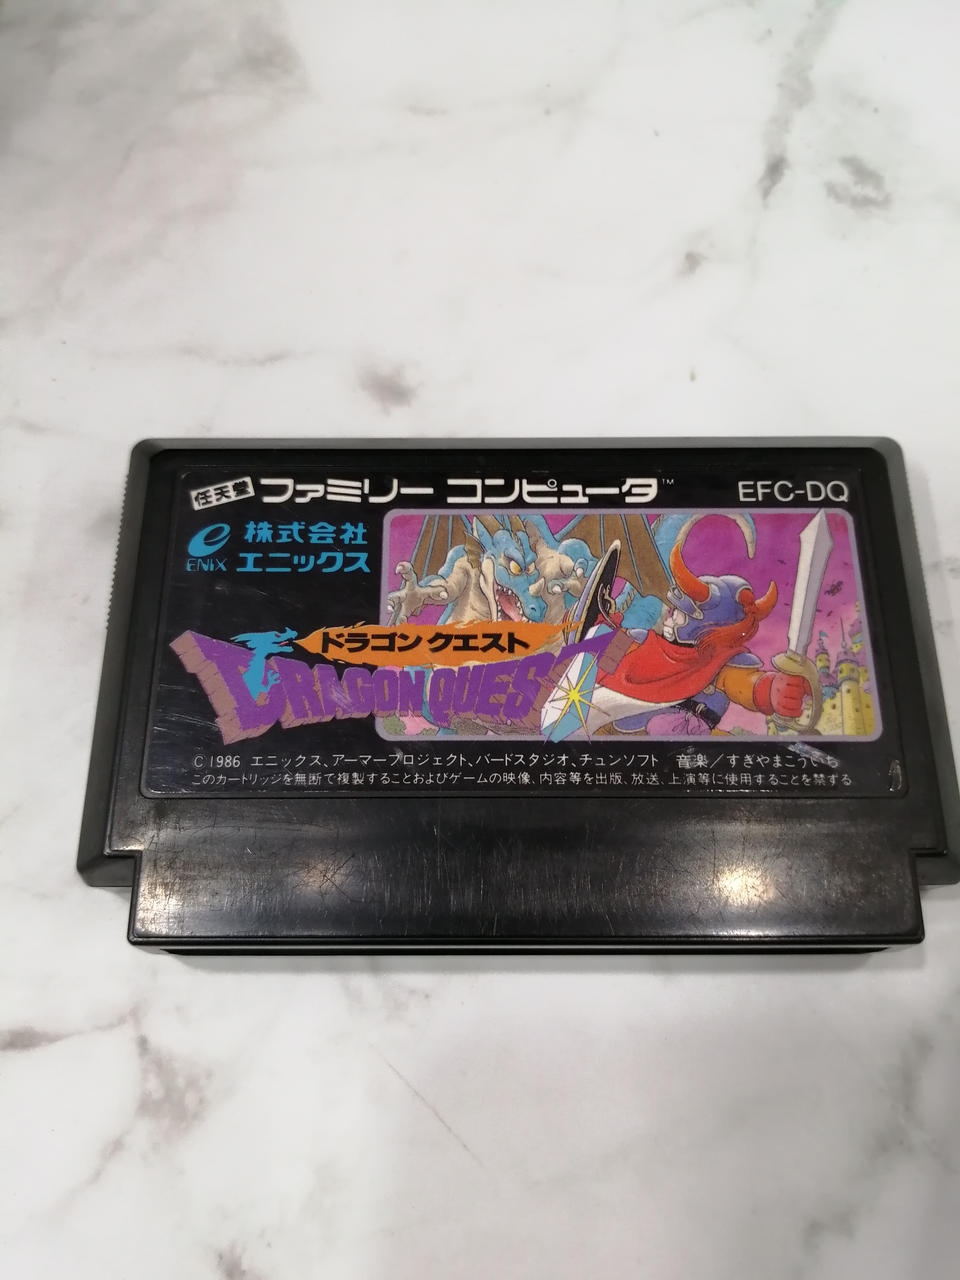 任天堂 ファミリー コンピュータ™ EFC-DQ
e 株式会社
ENIX エニックス
ドラゴンクエスト
DRAGON QUEST
C 1986 エニックス、アーマープロジェクト、バードスタジオ、チュンソフト 音楽／すぎやまこういち
このカートリッジを無断で複製することおよびゲームの映像、内容等を出版、放送、上演等に使用することを禁ずる